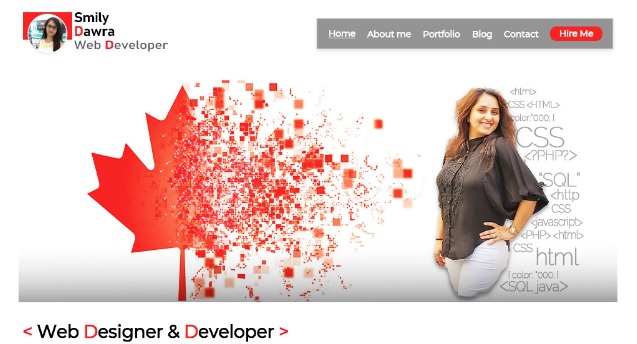 Smily
Dawra
Web Developer
Home About me Portfolio Blog Contact Hire Me
<html>
CSS <HTML>
color:"000; |
CSS
<?PHP?>
"SQL"
<http
CSS
<javascript>
<PHP <html>
CSS html
| color: "000; |
<SQL java>
< Web Designer & Developer >